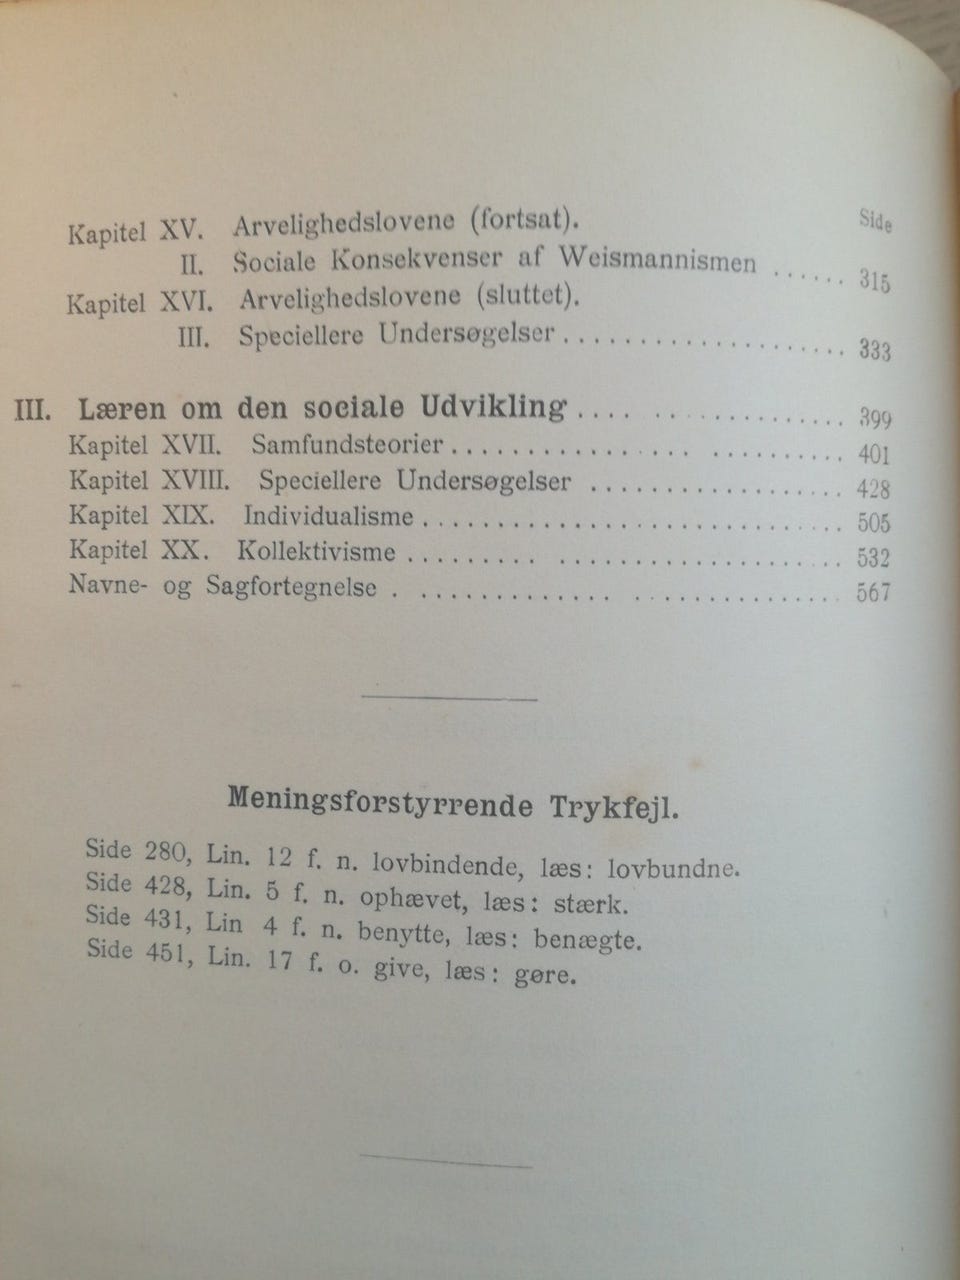 Side
Kapitel XV. Arvelighedslovene (fortsat).
II. Sociale Konsekvenser af Weismannismen ...... 315
Kapitel XVI. Arvelighedslovene (sluttet).
III. Speciellere Undersøgelser ..................... 333
III. Læren om den sociale Udvikling .... ............. 399
Kapitel XVII. Samfundsteorier ................ .......... 401
Kapitel XVIII. Speciellere Undersøgelser .................. 428
Kapitel XIX. Individualisme ............................ 505
Kapitel XX. Kollektivisme ......... ..................... 532
Navne- og Sagfortegnelse . ............. ............. 567
Meningsforstyrrende Trykfejl.
Side 280, Lin. 12 f. n. lovbindende, læs: lovbundne.
Side 428, Lin. 5 f. n. ophævet, læs: stærk.
Side 431, Lin 4 f. n. benytte, læs: benægte.
Side 451, Lin. 17 f. o. give, læs: gøre.